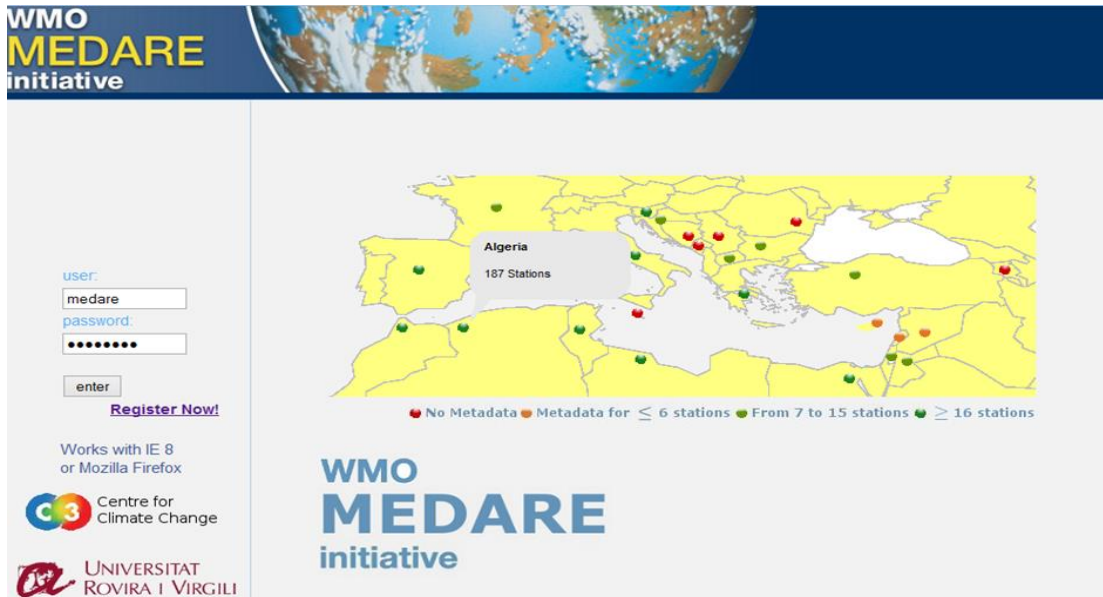 WMO
MEDARE
initiative
user:
medare
password:
●●●●●●●●
enter
Register Now!
Works with IE 8
or Mozilla Firefox
C3
Centre for
Climate Change
UNIVERSITAT
ROVIRA I VIRGILI
Algeria
187 Stations
No Metadata Metadata for ≤ 6 stations From 7 to 15 stations ≥ 16 stations
WMO
MEDARE
initiative